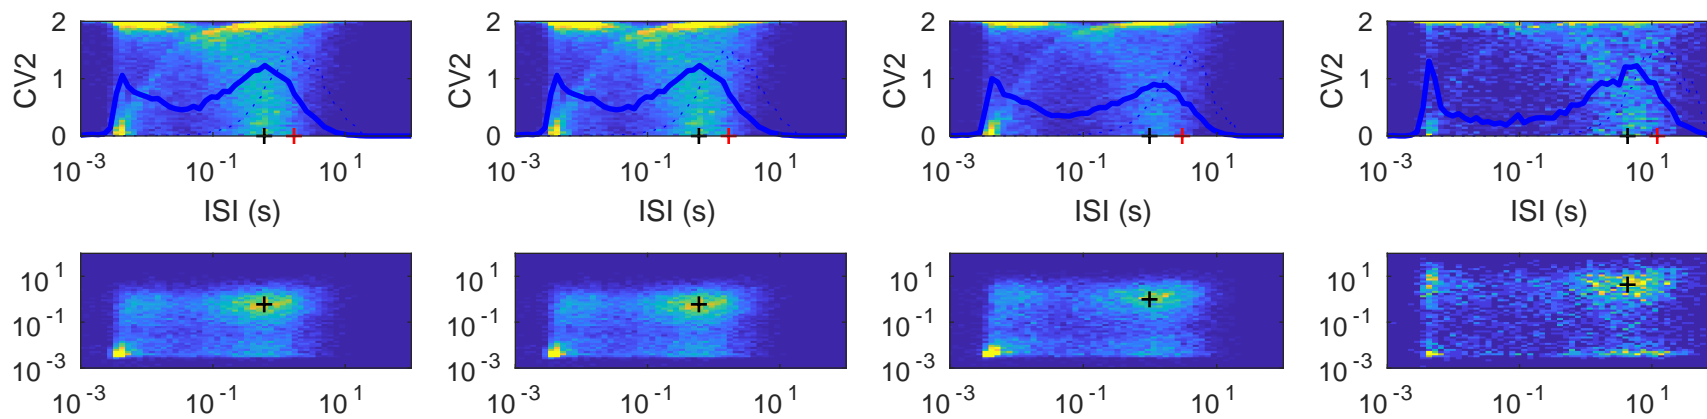 2 2 2 2
CV2 CV2 CV2 CV2
1 1 1 1
0 0 0 0
10 -3 10 -1 10 1 10 -3 10 -1 10 1 10 -3 10 -1 10 1 10 -3 10 -1 10 1
ISI (s) ISI (s) ISI (s) ISI (s)
10 1 10 1 10 1 10 1
10 -1 10 -1 10 -1 10 -1
10 -3 10 -3 10 -3 10 -3
10 -3 10 -1 10 1 10 -3 10 -1 10 1 10 -3 10 -1 10 1 10 -3 10 -1 10 1